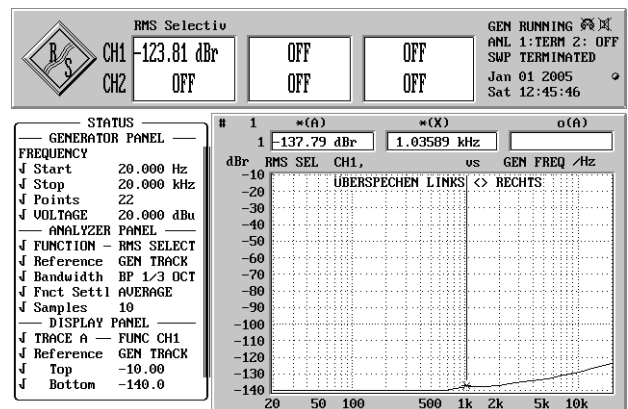 RMS Selectiv
R
S
CH1 -123.81 dBr OFF OFF
CH2 OFF OFF OFF
GEN RUNNING
ANL 1:TERM 2: OFF
SWP TERMINATED
Jan 01 2005
Sat 12:45:46
STATUS
GENERATOR PANEL
FREQUENCY
Start 20.000 Hz
Stop 20.000 kHz
Points 22
VOLTAGE 20.000 dBu
ANALYZER PANEL
FUNCTION - RMS SELECT
Reference GEN TRACK
Bandwidth BP 1/3 OCT
Fnct Settl AVERAGE
Samples 10
DISPLAY PANEL
TRACE A - FUNC CH1
Reference GEN TRACK
Top -10.00
Bottom -140.0
# 1 *(A) *(X) o(A)
1 -137.79 dBr 1.03589 kHz
dBr RMS SEL CH1, vs GEN FREQ /Hz
ÜBERSPECHEN LINKS <> RECHTS
-10
-20
-30
-40
-50
-60
-70
-80
-90
-100
-110
-120
-130
-140
20 50 100 500 1k 2k 5k 10k